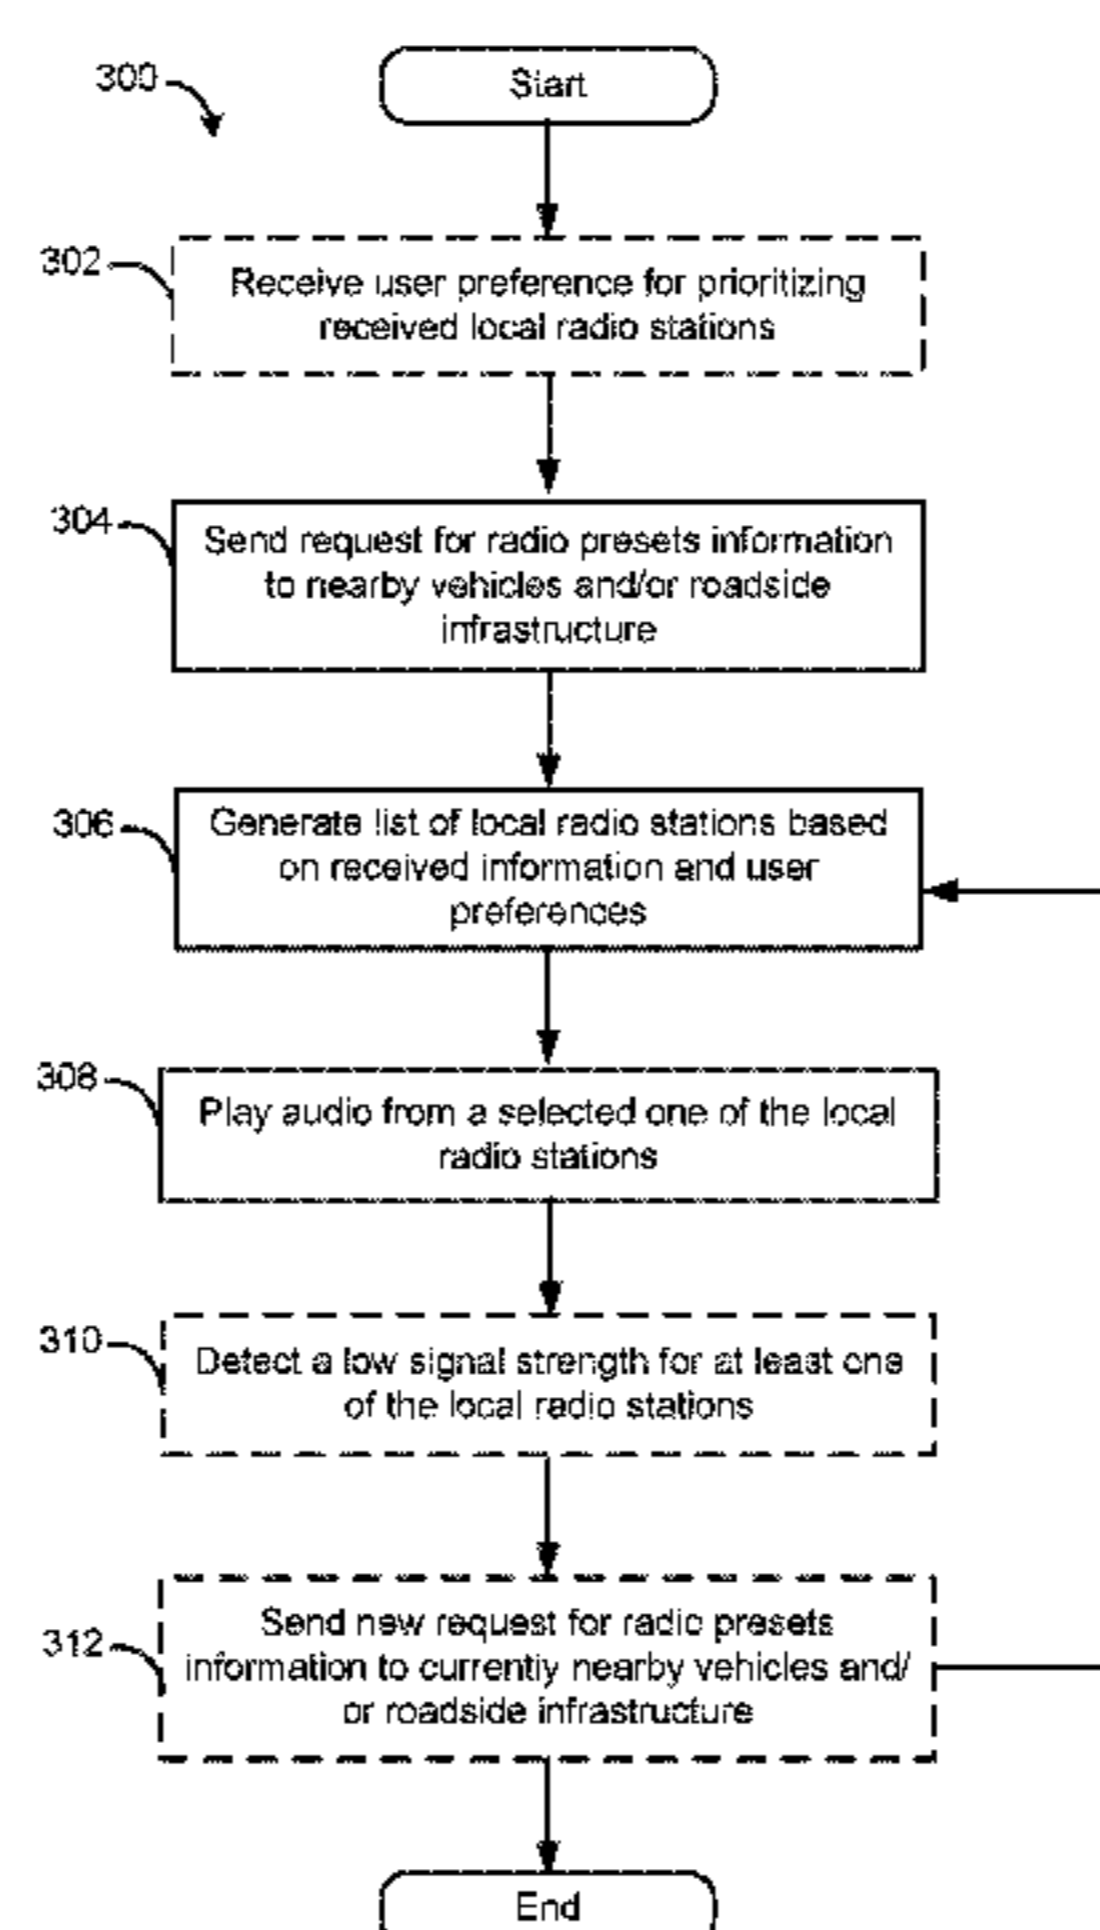 300
Start
302
Receive user preference for prioritizing
received local radio stations
304
Send request for radio presets information
to nearby vehicles and/or roadside
infrastructure
306
Generate list of local radio stations based
on received information and user
preferences
308
Play audio from a selected one of the local
radio stations
310
Detect a low signal strength for at least one
of the local radio stations
312
Send new request for radio presets
information to currently nearby vehicles and/
or roadside infrastructure
End